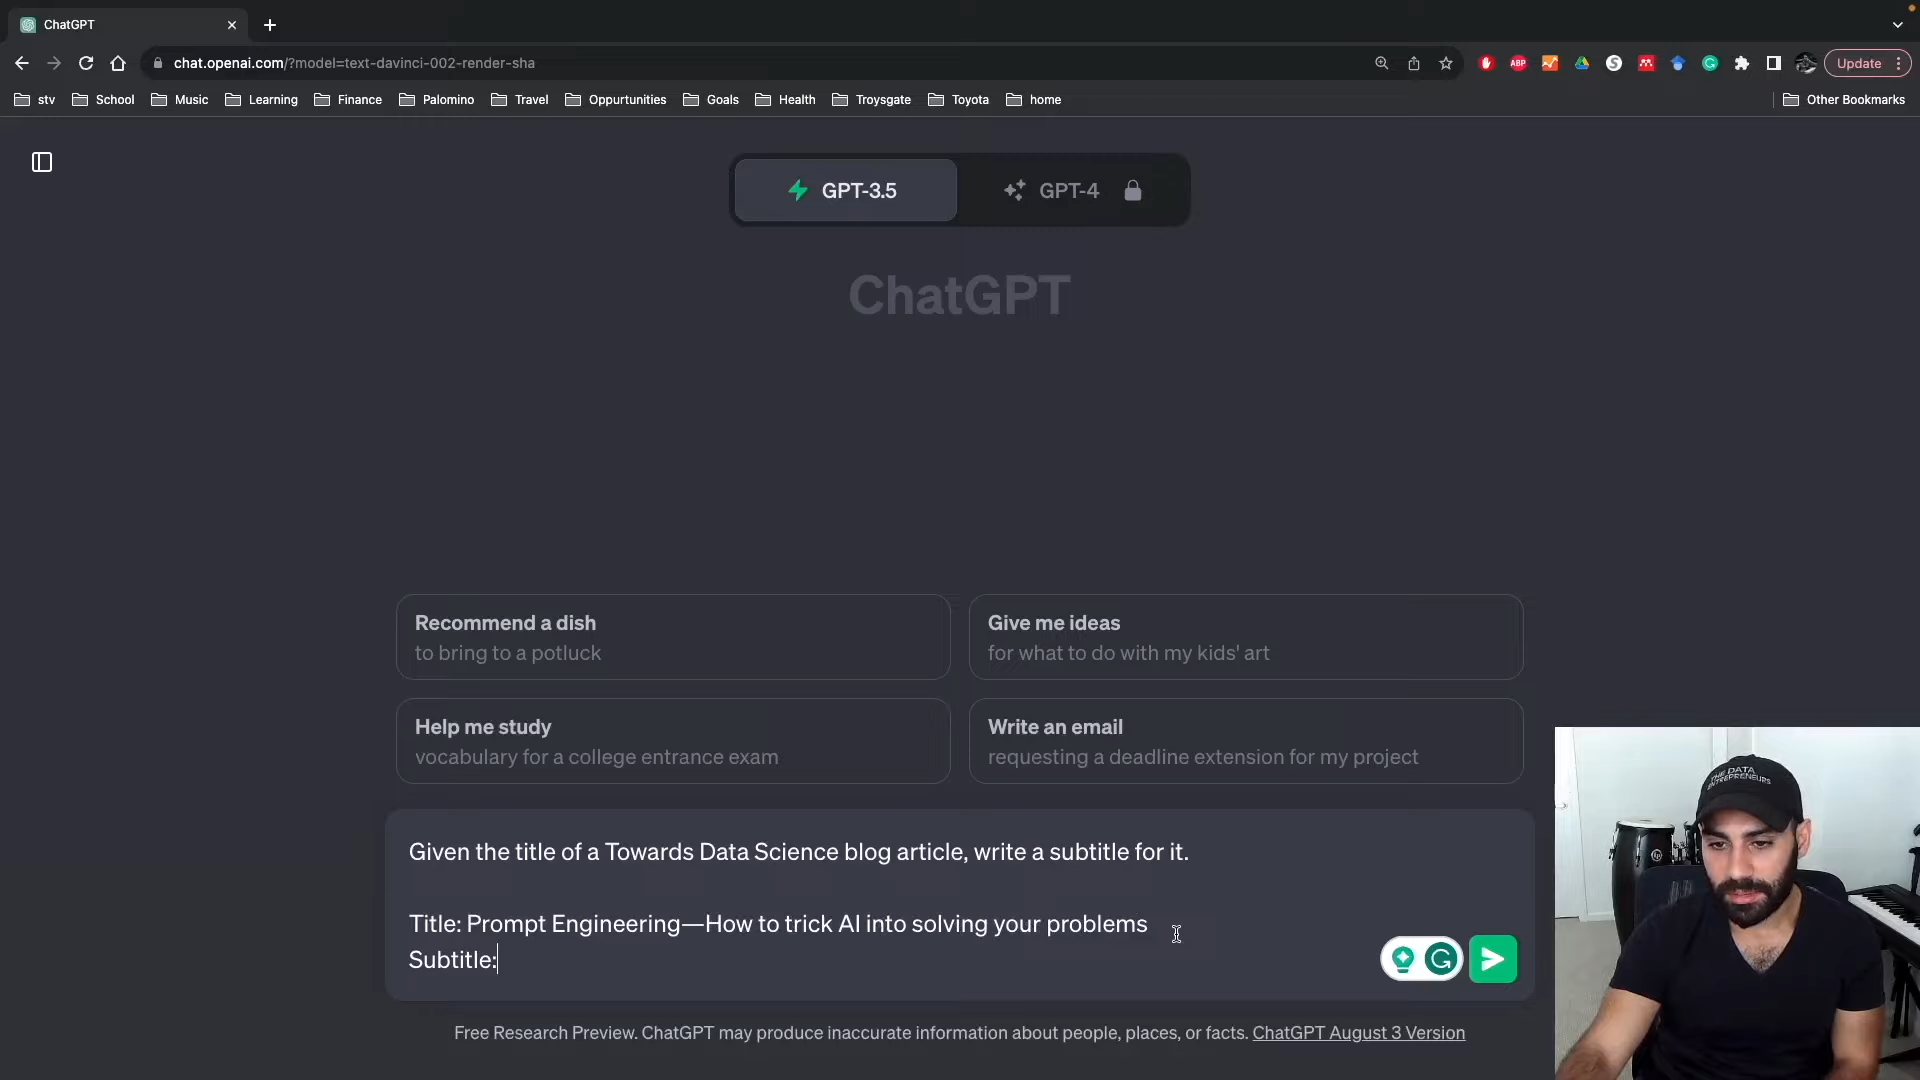 ChatGPT
chat.openai.com/?model=text-davinci-002-render-sha
ABP
Update
stv
School
Music
Learning
Finance
Palomino
Travel
Oppurtunities
Goals
Health
Troysgate
Toyota
home
Other Bookmarks
GPT-3.5
GPT-4
ChatGPT
Recommend a dish
to bring to a potluck
Give me ideas
for what to do with my kids' art
Help me study
vocabulary for a college entrance exam
Write an email
requesting a deadline extension for my project
Given the title of a Towards Data Science blog article, write a subtitle for it.
Title: Prompt Engineering—How to trick AI into solving your problems
Subtitle:
Free Research Preview. ChatGPT may produce inaccurate information about people, places, or facts. ChatGPT August 3 Version
THE DATA
ENTREPRENEURS
LP